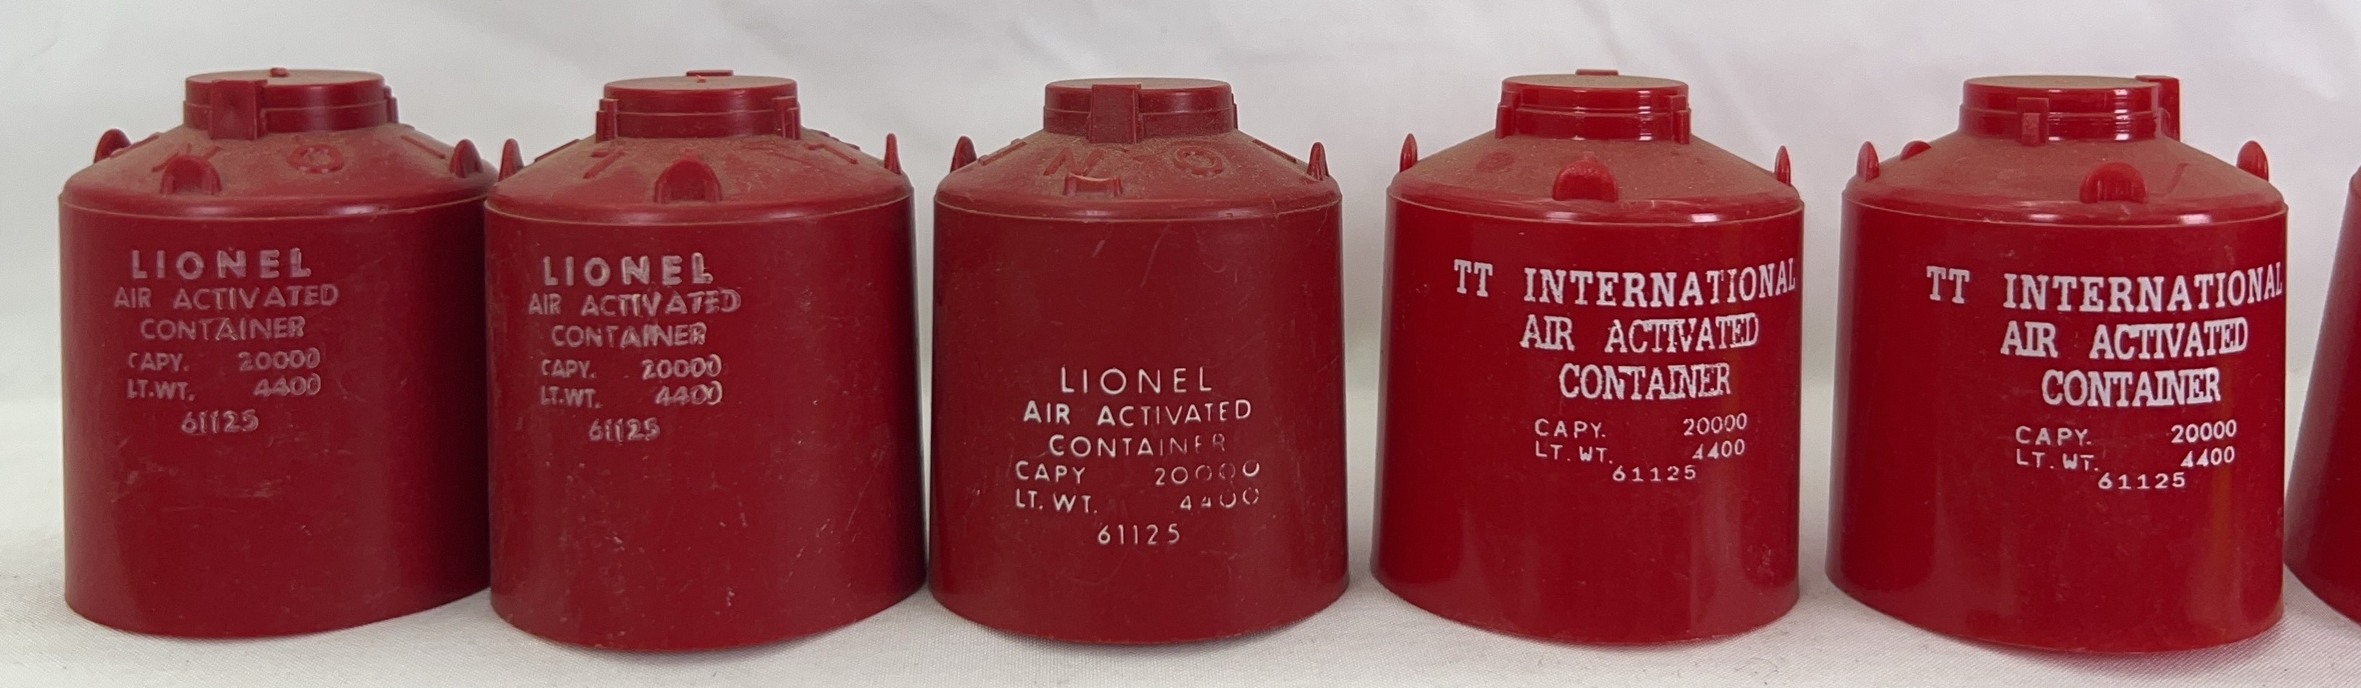 LIONEL
AIR ACTIVATED
CONTAINER
CAPY. 20000
LT.WT. 4400
61125
LIONEL
AIR ACTIVATED
CONTAINER
CAPY. 20000
LT.WT. 4400
61125
LIONEL
AIR ACTIVATED
CONTAINER
CAPY 20000
LT.WT. 4400
61125
TT INTERNATIONAL
AIR ACTIVATED
CONTAINER
CAPY. 20000
LT. WT. 4400
61125
TT INTERNATIONAL
AIR ACTIVATED
CONTAINER
CAPY. 20000
LT. WT. 4400
61125